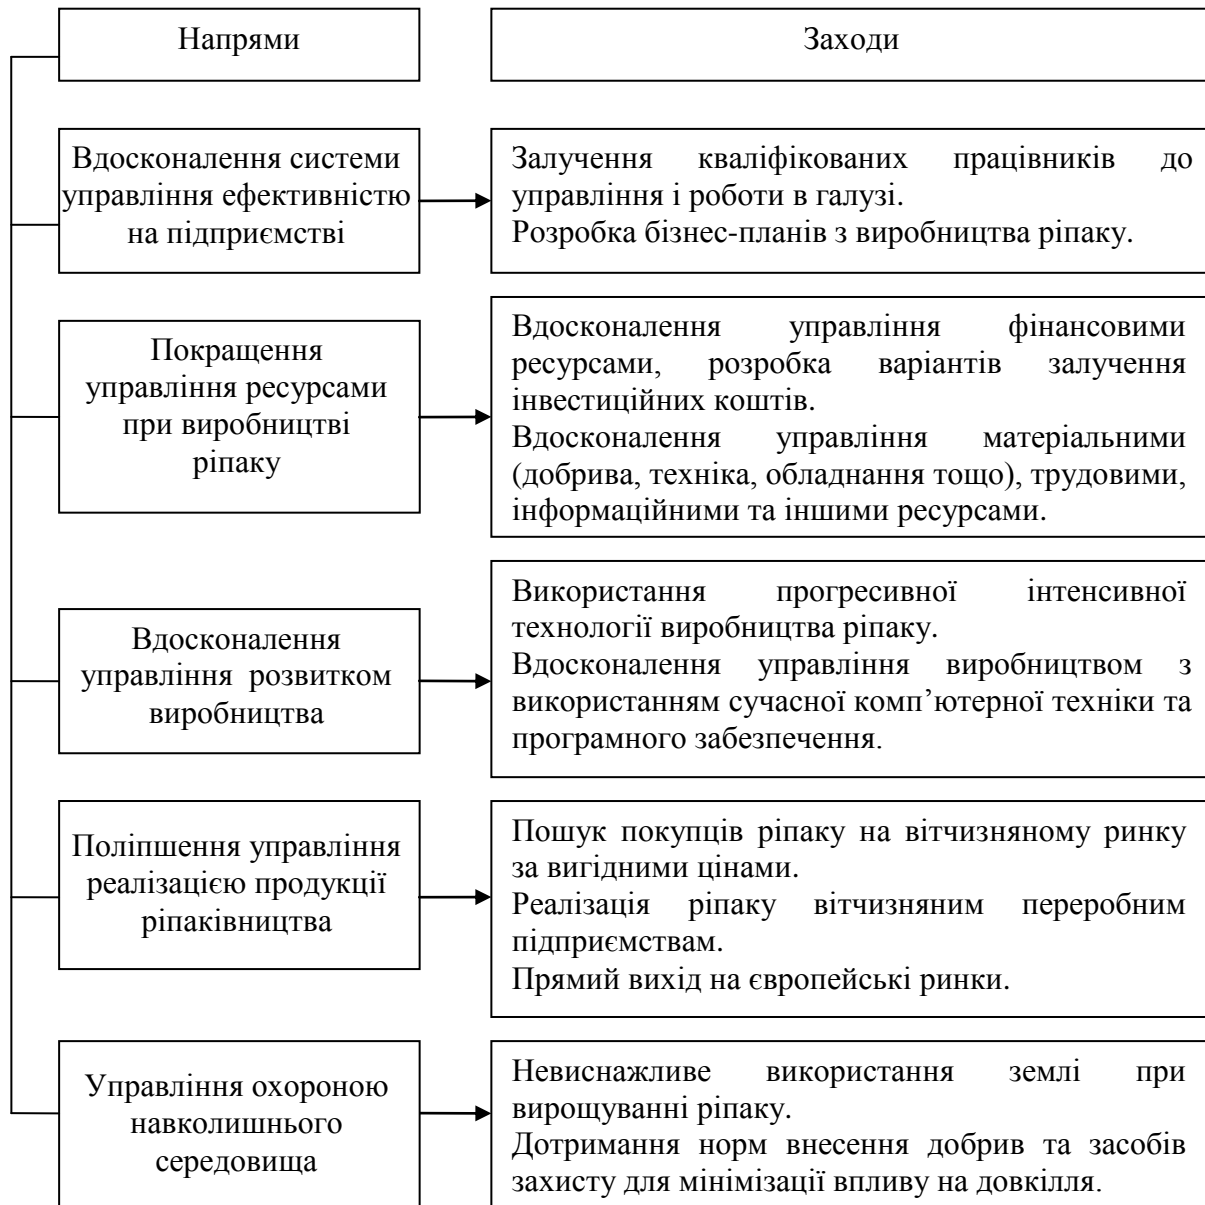 Напрями
Заходи
Вдосконалення системи
управління ефективністю
на підприємстві
Залучення кваліфікованих працівників до
управління і роботи в галузі.
Розробка бізнес-планів з виробництва ріпаку.
Покращення
управління ресурсами
при виробництві
ріпаку
Вдосконалення управління фінансовими
ресурсами, розробка варіантів залучення
інвестиційних коштів.
Вдосконалення управління матеріальними
(добрива, техніка, обладнання тощо), трудовими,
інформаційними та іншими ресурсами.
Вдосконалення
управління розвитком
виробництва
Використання прогресивної інтенсивної
технології виробництва ріпаку.
Вдосконалення управління виробництвом з
використанням сучасної комп’ютерної техніки та
програмного забезпечення.
Поліпшення управління
реалізацією продукції
ріпаківництва
Пошук покупців ріпаку на вітчизняному ринку
за вигідними цінами.
Реалізація ріпаку вітчизняним переробним
підприємствам.
Прямий вихід на європейські ринки.
Управління охороною
навколишнього
середовища
Невиснажливе використання землі при
вирощуванні ріпаку.
Дотримання норм внесення добрив та засобів
захисту для мінімізації впливу на довкілля.